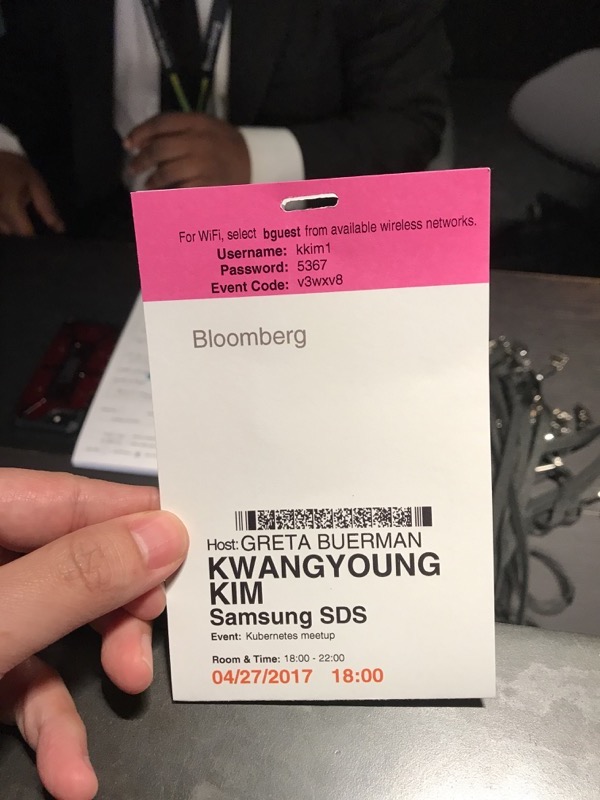 For WiFi, select bguest from available wireless networks.
Username: kkim1
Password: 5367
Event Code: v3wxv8
Bloomberg
Host: GRETA BUERMAN
KWANGYOUNG
KIM
Samsung SDS
Event: Kubernetes meetup
Room & Time: 18:00 - 22:00
04/27/2017 18:00